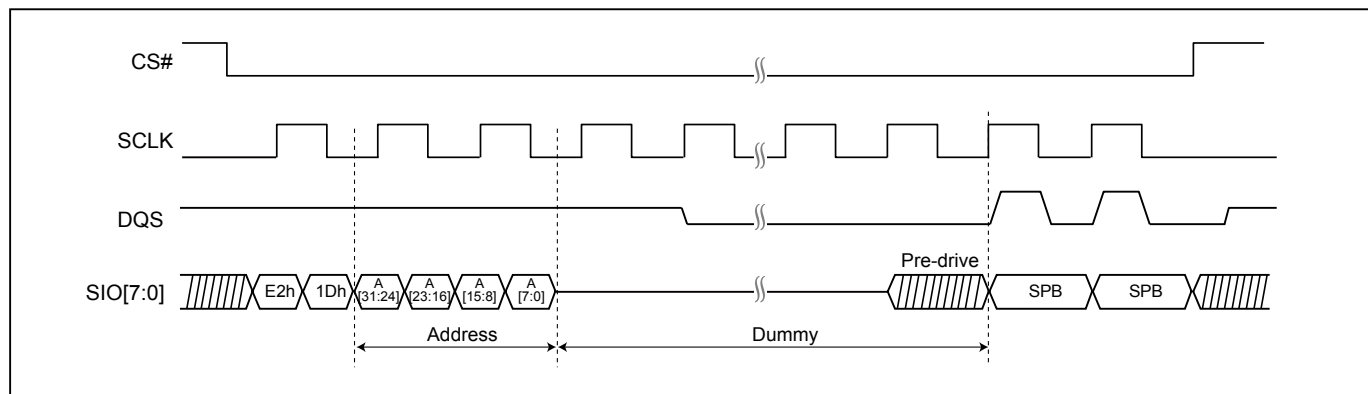 CS#
SCLK
DQS
Pre-drive
SIO[7:0]
E2h
1Dh
A
[31:24]
A
[23:16]
A
[15:8]
A
[7:0]
SPB
SPB
Address
Dummy